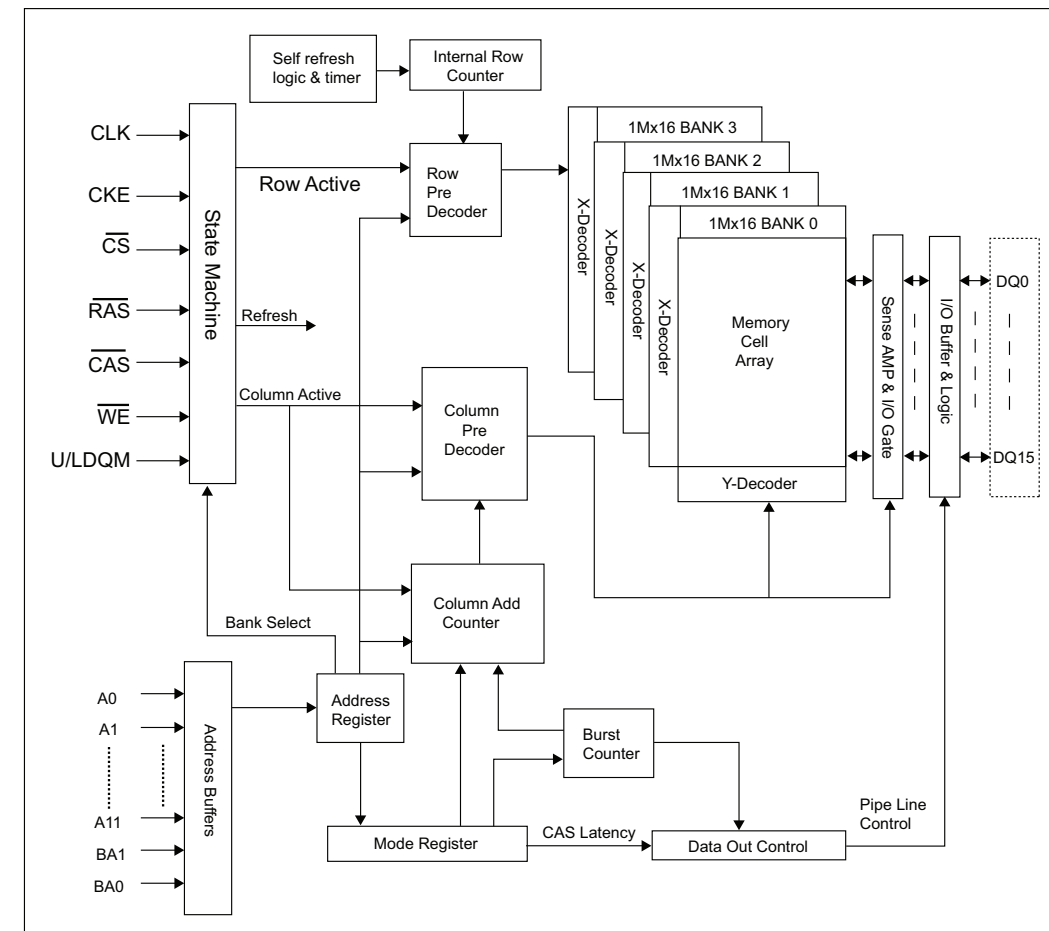 Self refresh
logic & timer
Internal Row
Counter
CLK
CKE
CS
RAS
CAS
WE
U/LDQM
State Machine
Row Active
Refresh
Column Active
Row
Pre
Decoder
Column
Pre
Decoder
Column Add
Counter
X-Decoder
X-Decoder
X-Decoder
X-Decoder
1Mx16 BANK 3
1Mx16 BANK 2
1Mx16 BANK 1
1Mx16 BANK 0
Memory
Cell
Array
Y-Decoder
Sense AMP & I/O Gate
I/O Buffer & Logic
DQ0
DQ15
Bank Select
A0
A1
A11
BA1
BA0
Address Buffers
Address
Register
Burst
Counter
Mode Register
CAS Latency
Data Out Control
Pipe Line
Control